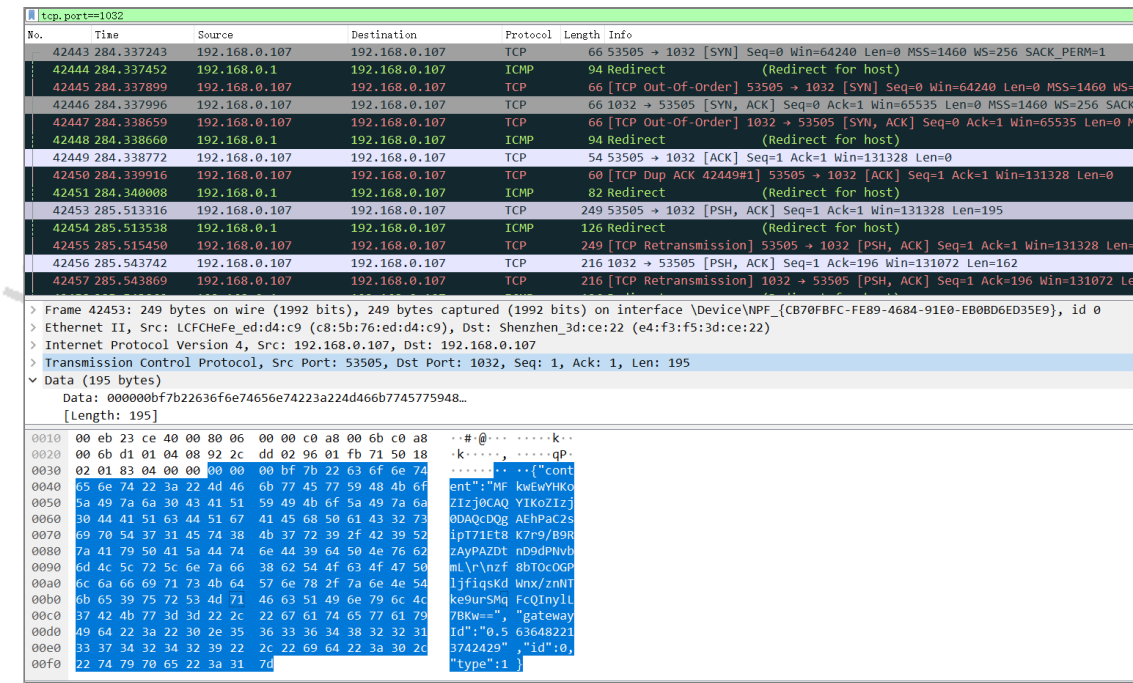 tcp.port==1032
No. Time Source Destination Protocol Length Info
42443 284.337243 192.168.0.107 192.168.0.107 TCP 66 53505 → 1032 [SYN] Seq=0 Win=64240 Len=0 MSS=1460 WS=256 SACK_PERM=1
42444 284.337452 192.168.0.1 192.168.0.107 ICMP 94 Redirect (Redirect for host)
42445 284.337899 192.168.0.107 192.168.0.107 TCP 66 [TCP Out-Of-Order] 53505 → 1032 [SYN] Seq=0 Win=64240 Len=0 MSS=1460 WS=
42446 284.337996 192.168.0.107 192.168.0.107 TCP 66 1032 → 53505 [SYN, ACK] Seq=0 Ack=1 Win=65535 Len=0 MSS=1460 WS=256 SACK
42447 284.338659 192.168.0.107 192.168.0.107 TCP 66 [TCP Out-Of-Order] 1032 → 53505 [SYN, ACK] Seq=0 Ack=1 Win=65535 Len=0 M
42448 284.338660 192.168.0.1 192.168.0.107 ICMP 94 Redirect (Redirect for host)
42449 284.338772 192.168.0.107 192.168.0.107 TCP 54 53505 → 1032 [ACK] Seq=1 Ack=1 Win=131328 Len=0
42450 284.339916 192.168.0.107 192.168.0.107 TCP 60 [TCP Dup ACK 42449#1] 53505 → 1032 [ACK] Seq=1 Ack=1 Win=131328 Len=0
42451 284.340008 192.168.0.1 192.168.0.107 ICMP 82 Redirect (Redirect for host)
42453 285.513316 192.168.0.107 192.168.0.107 TCP 249 53505 → 1032 [PSH, ACK] Seq=1 Ack=1 Win=131328 Len=195
42454 285.513538 192.168.0.1 192.168.0.107 ICMP 126 Redirect (Redirect for host)
42455 285.515450 192.168.0.107 192.168.0.107 TCP 249 [TCP Retransmission] 53505 → 1032 [PSH, ACK] Seq=1 Ack=1 Win=131328 Len=
42456 285.543742 192.168.0.107 192.168.0.107 TCP 216 1032 → 53505 [PSH, ACK] Seq=1 Ack=196 Win=131072 Len=162
42457 285.543869 192.168.0.107 192.168.0.107 TCP 216 [TCP Retransmission] 1032 → 53505 [PSH, ACK] Seq=1 Ack=196 Win=131072 Le
> Frame 42453: 249 bytes on wire (1992 bits), 249 bytes captured (1992 bits) on interface \Device\NPF_{CB70FBFC-FE89-4684-91E0-EB0BD6ED35E9}, id 0
> Ethernet II, Src: LCFCHeFe_ed:d4:c9 (c8:5b:76:ed:d4:c9), Dst: Shenzhen_3d:ce:22 (e4:f3:f5:3d:ce:22)
> Internet Protocol Version 4, Src: 192.168.0.107, Dst: 192.168.0.107
> Transmission Control Protocol, Src Port: 53505, Dst Port: 1032, Seq: 1, Ack: 1, Len: 195
Data (195 bytes)
Data: 000000bf7b22636f6e74656e74223a224d466b7745775948…
[Length: 195]
0010 00 eb 23 ce 40 00 80 06 00 00 c0 a8 00 6b c0 a8 ··#·@··· ·····k··
0020 00 6b d1 01 04 08 92 2c dd 02 96 01 fb 71 50 18 ·k·····, ·····qP·
0030 02 01 83 04 00 00 00 00 00 bf 7b 22 63 6f 6e 74 ········ ··{"cont
0040 65 6e 74 22 3a 22 4d 46 6b 77 45 77 59 48 4b 6f ent":"MF kwEwYHKo
0050 5a 49 7a 6a 30 43 41 51 59 49 4b 6f 5a 49 7a 6a ZIzj0CAQ YIKoZIzj
0060 30 44 41 51 63 44 51 67 41 45 68 50 61 43 32 73 0DAQcDQg AEhPaC2s
0070 69 70 54 37 31 45 74 38 4b 37 72 39 2f 42 39 52 ipT71Et8 K7r9/B9R
0080 7a 41 79 50 41 5a 44 74 6e 44 39 64 50 4e 76 62 zAyPAZDt nD9dPNvb
0090 6d 4c 5c 72 5c 6e 7a 66 38 62 54 4f 63 4f 47 50 mL\r\nzf 8bTOcOGP
00a0 6c 6a 66 69 71 73 4b 64 57 6e 78 2f 7a 6e 4e 54 ljfiqsKd Wnx/znNT
00b0 6b 65 39 75 72 53 4d 71 46 63 51 49 6e 79 6c 4c ke9urSMq FcQInylL
00c0 37 42 4b 77 3d 3d 22 2c 22 67 61 74 65 77 61 79 7BKw==", "gateway
00d0 49 64 22 3a 22 30 2e 35 36 33 36 34 38 32 32 31 Id":"0.5 63648221
00e0 33 37 34 32 34 32 39 22 2c 22 69 64 22 3a 30 2c 3742429" ,"id":0,
00f0 22 74 79 70 65 22 3a 31 7d "type":1 }